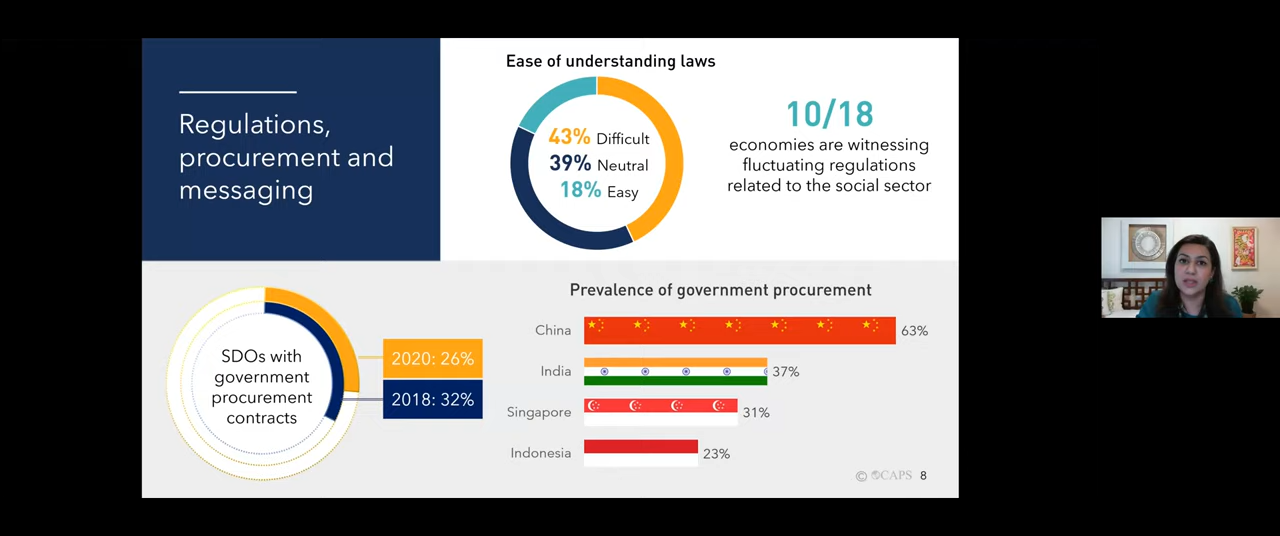 Regulations,
procurement and
messaging
Ease of understanding laws
43% Difficult
39% Neutral
18% Easy
10/18
economies are witnessing
fluctuating regulations
related to the social sector
SDOs with
government
procurement
contracts
2020: 26%
2018: 32%
Prevalence of government procurement
China 63%
India 37%
Singapore 31%
Indonesia 23%
© CAPS 8